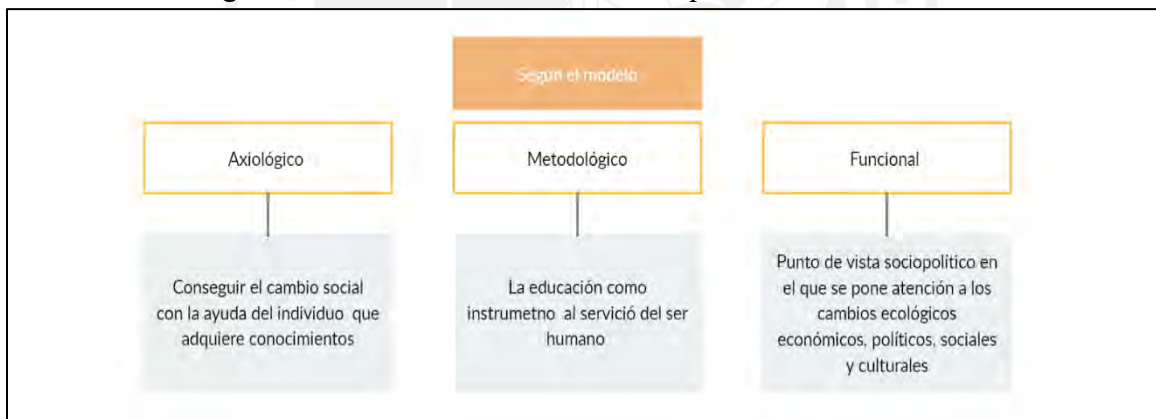 Según el modelo
Axiológico
Metodológico
Funcional
Conseguir el cambio social
con la ayuda del individuo que
adquiere conocimientos
La educación como
instrumetno al servició del ser
humano
Punto de vista sociopolítico en
el que se pone atención a los
cambios ecológicos
económicos, políticos, sociales
y culturales